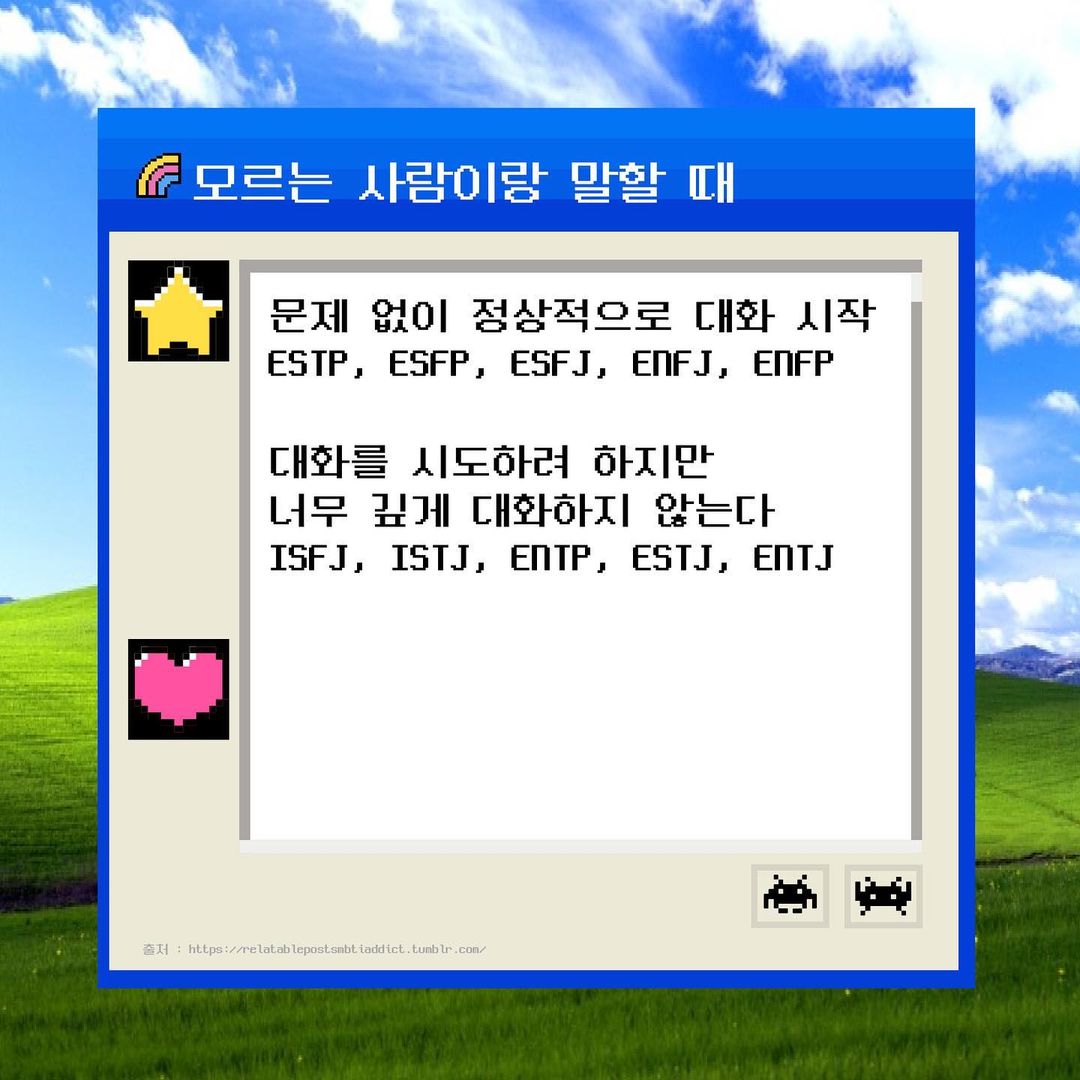 모르는 사람이랑 말할 때
문제 없이 정상적으로 대화 시작
ESTP, ESFP, ESFJ, ENFJ, ENFP
대화를 시도하려 하지만
너무 깊게 대화하지 않는다
ISFJ, ISTJ, ENTP, ESTJ, ENTJ
출처 : https://relatablepostsmbtiaddict.tumblr.com/